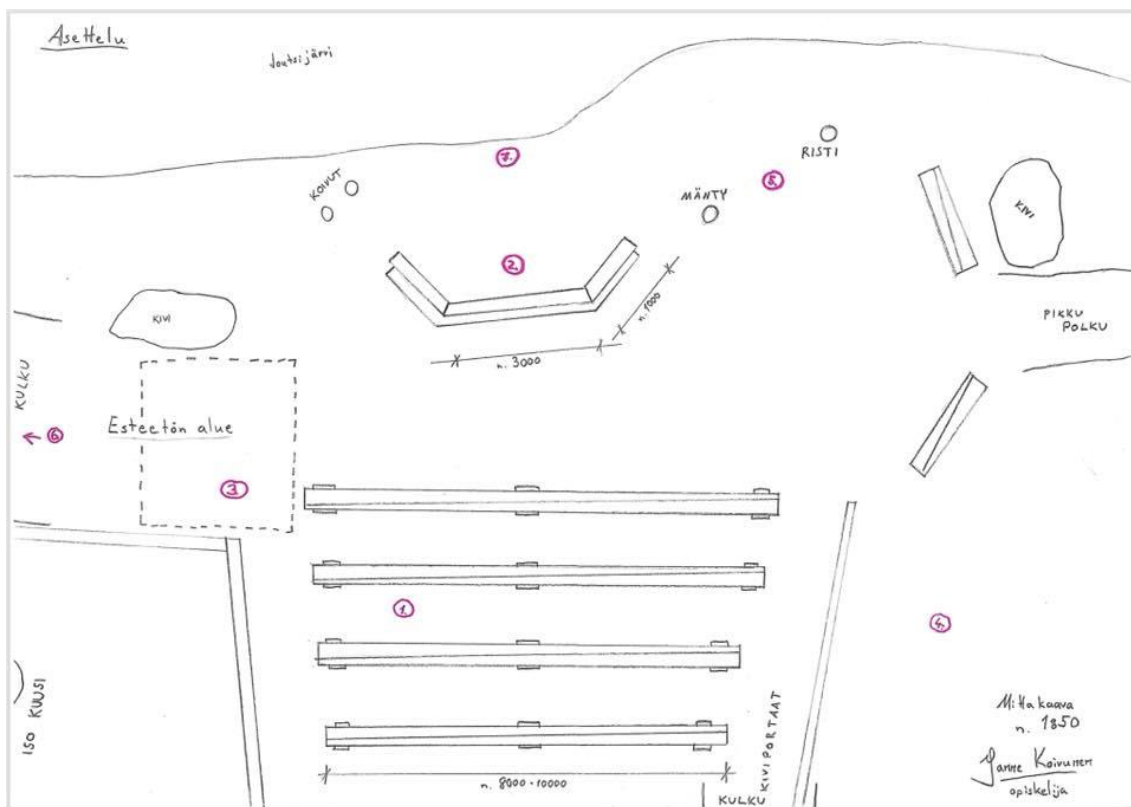 Asettelu
Joutsijärvi
7.
RISTI
5.
KOIVUT
MÄNTY
KIVI
2.
n. 1000
KIVI
PIKKU
POLKU
n. 3000
KULKU
6.
Esteetön alue
3.
1.
4.
ISO KUUSI
KIVIPORTAAT
KULKU
n. 8000-10000
Mittakaava
n. 1:50
Janne Koivunen
opiskelija